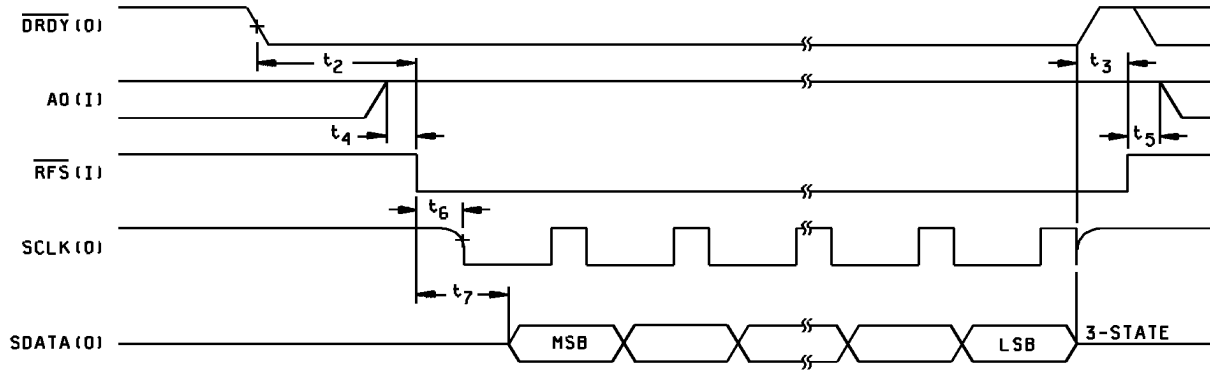 DRDY(O)
t2
t3
A0(I)
t4
t5
RFS(I)
t6
SCLK(O)
t7
SDATA(O)
MSB
LSB
3-STATE